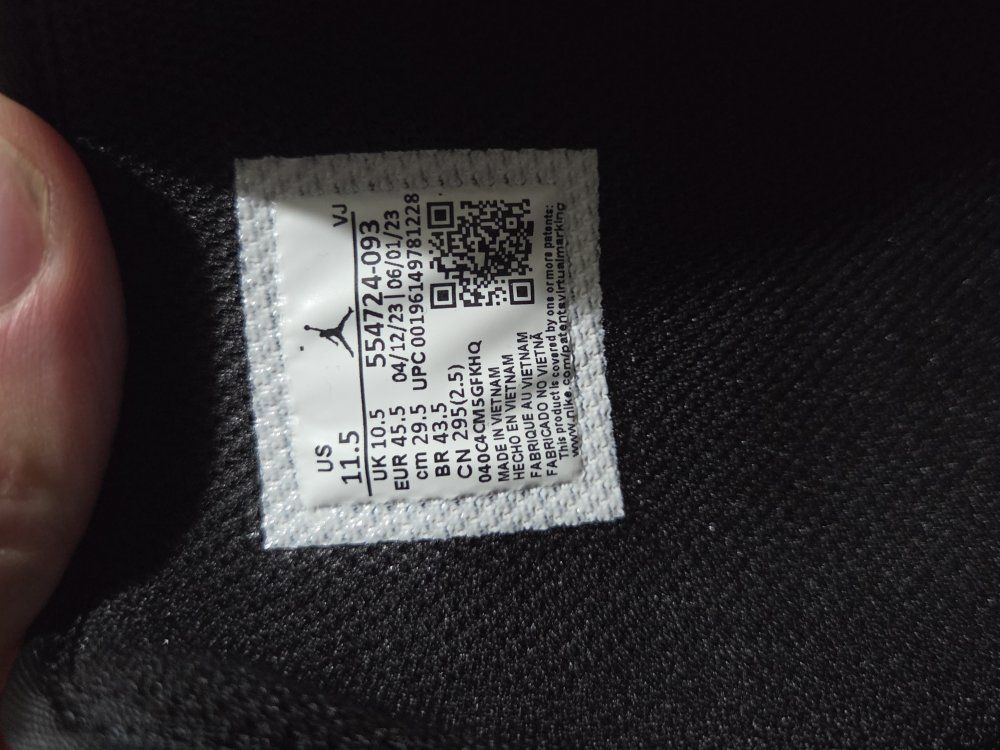 US VJ
11.5
UK 10.5 554724-093
EUR 45.5 04/12/23 | 06/01/23
cm 29.5 UPC 00196149781228
BR 43.5
CN 295(2.5)
040C4CM5GFKHQ
MADE IN VIETNAM
HECHO EN VIETNAM
FABRIQUE AU VIETNAM
FABRICADO NO VIETNÃ
This product is covered by one or more patents:
www.nike.com/patentsvirtualmarking